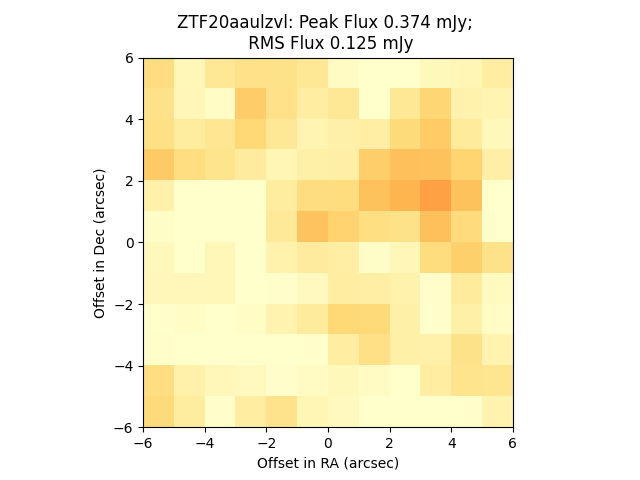 ZTF20aaulzvl: Peak Flux 0.374 mJy;
RMS Flux 0.125 mJy
6
4
2
0
−2
−4
−6
Offset in Dec (arcsec)
−6 −4 −2 0 2 4 6
Offset in RA (arcsec)